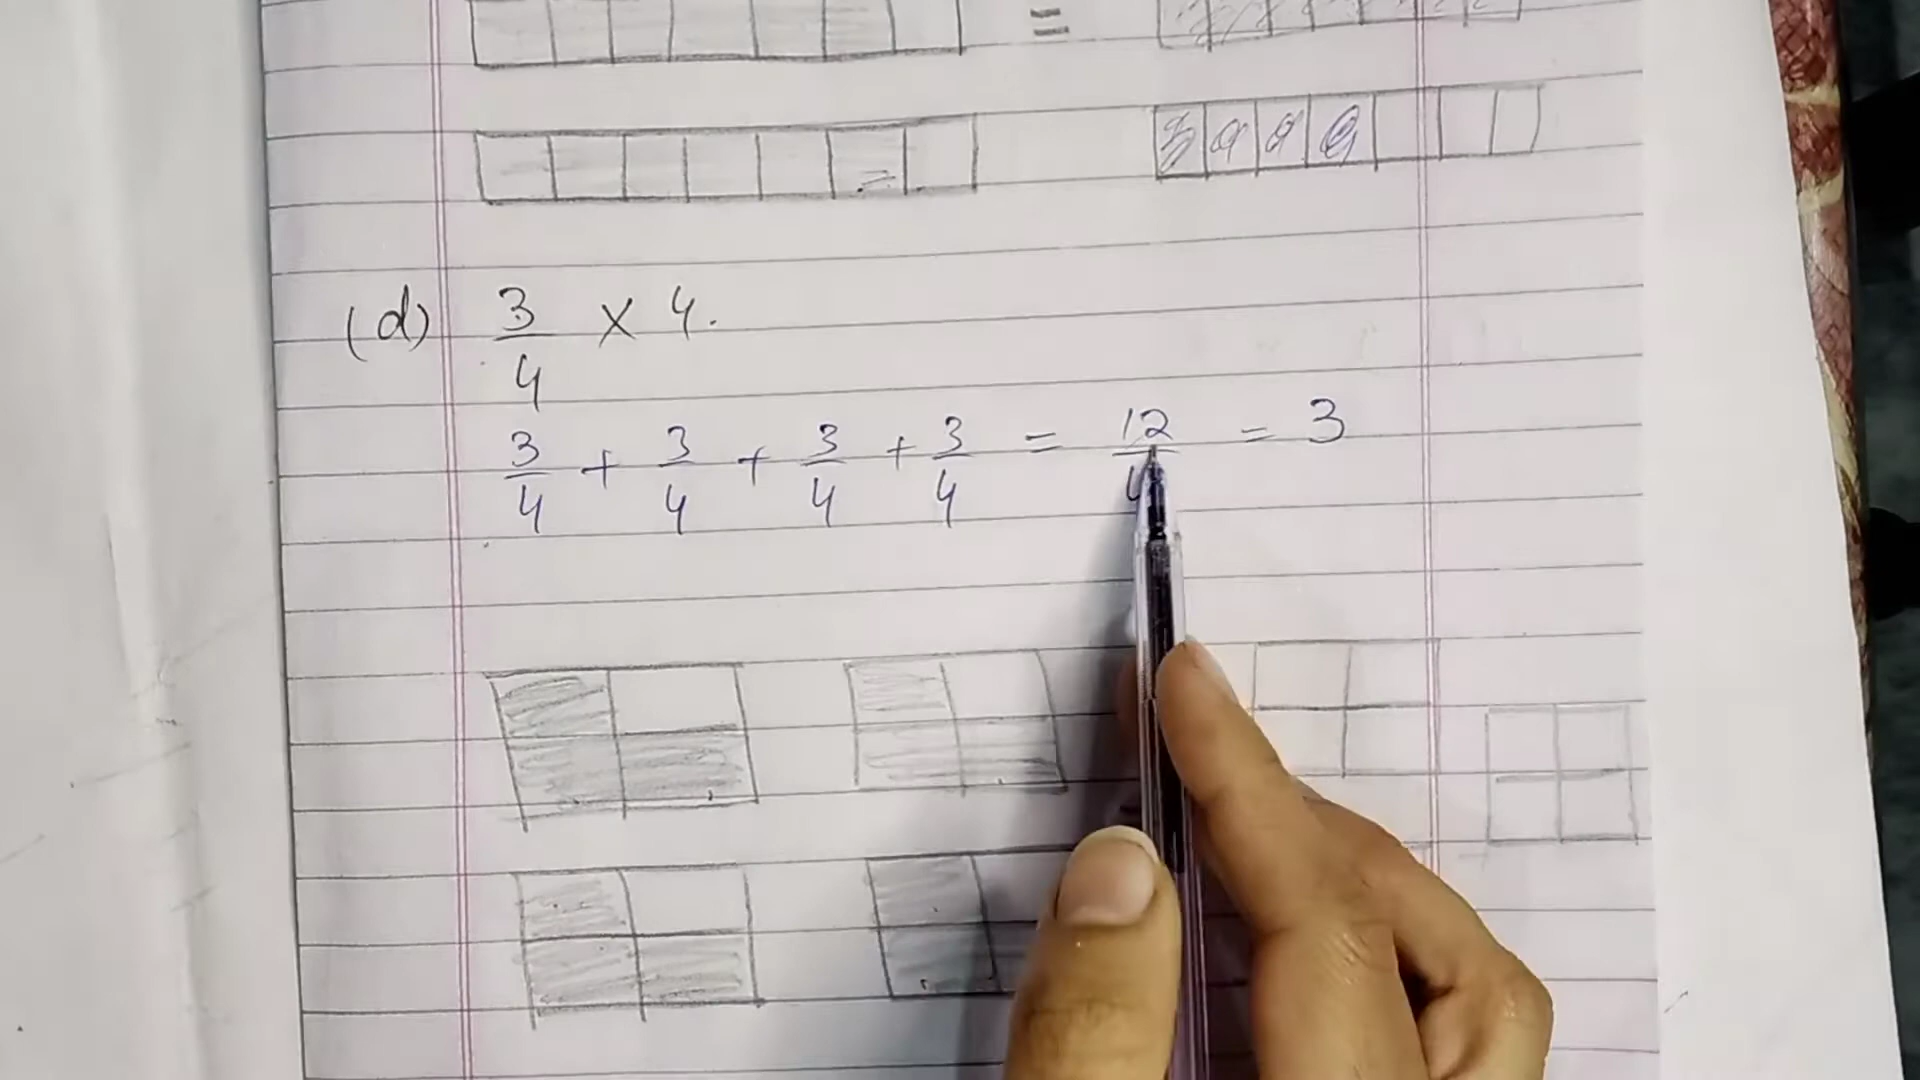 (d) 3/4 × 4.
3/4 + 3/4 + 3/4 + 3/4 = 12/4 = 3